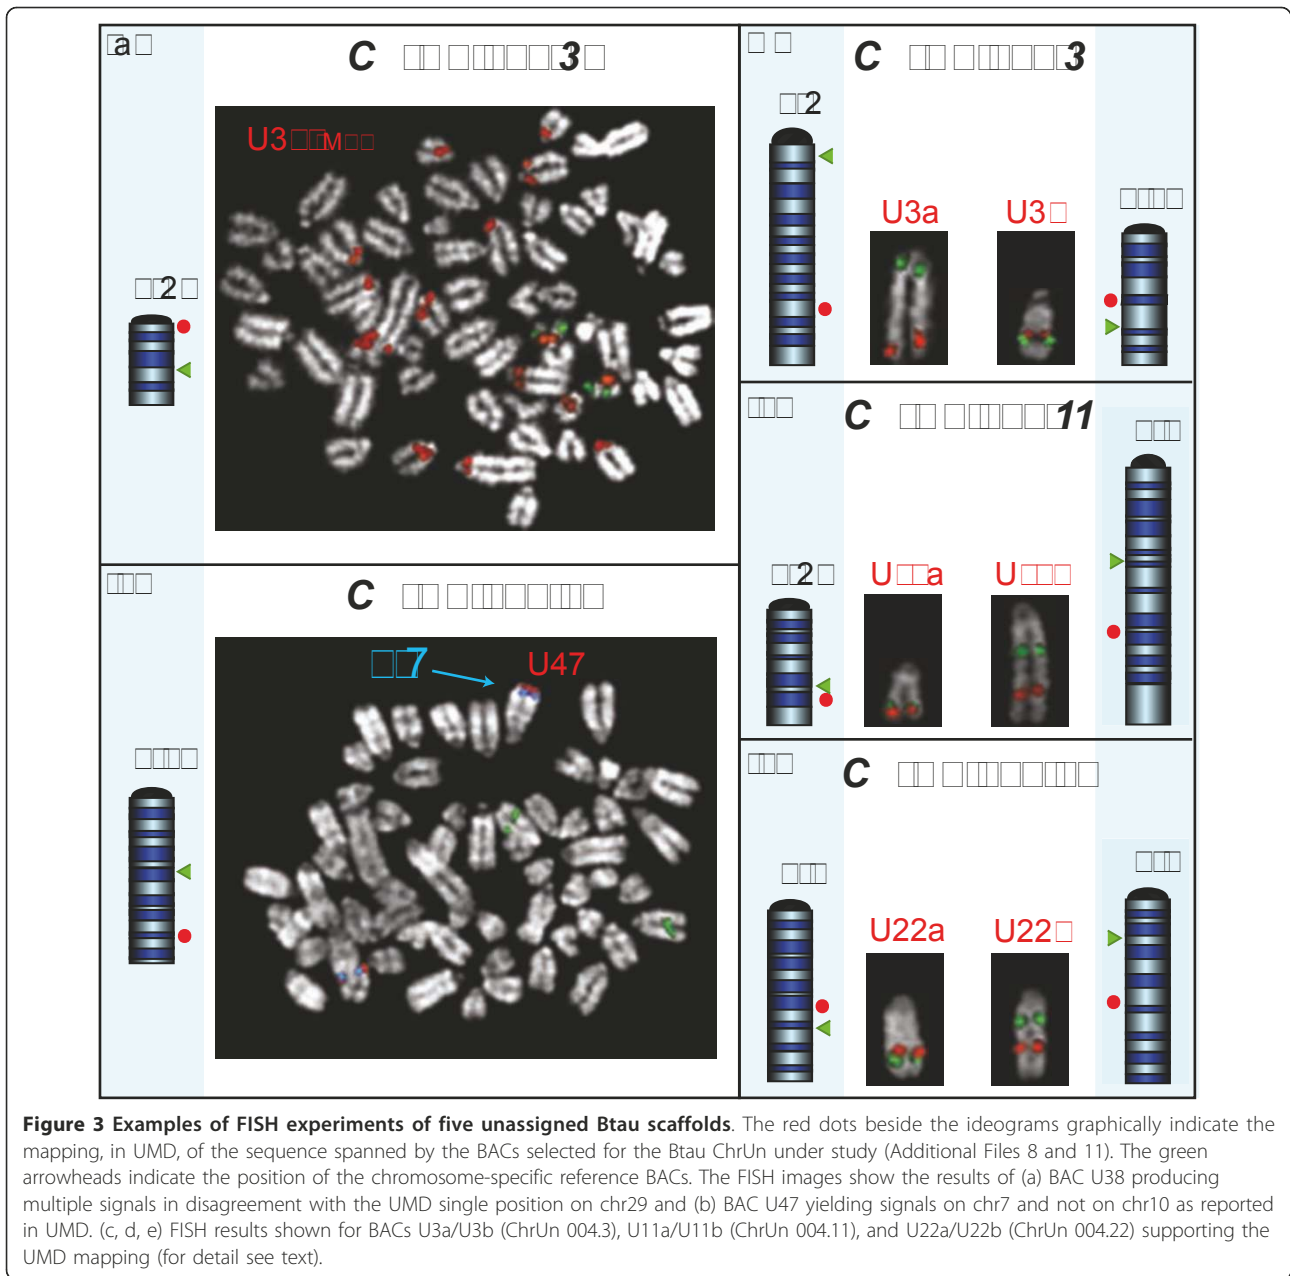 a
C 3
U3 M
2
C
7
U47
C 3
2
U3a
U3
C 11
2
U a
U
C
U22a
U22
Figure 3 Examples of FISH experiments of five unassigned Btau scaffolds. The red dots beside the ideograms graphically indicate the
mapping, in UMD, of the sequence spanned by the BACs selected for the Btau ChrUn under study (Additional Files 8 and 11). The green
arrowheads indicate the position of the chromosome-specific reference BACs. The FISH images show the results of (a) BAC U38 producing
multiple signals in disagreement with the UMD single position on chr29 and (b) BAC U47 yielding signals on chr7 and not on chr10 as reported
in UMD. (c, d, e) FISH results shown for BACs U3a/U3b (ChrUn 004.3), U11a/U11b (ChrUn 004.11), and U22a/U22b (ChrUn 004.22) supporting the
UMD mapping (for detail see text).